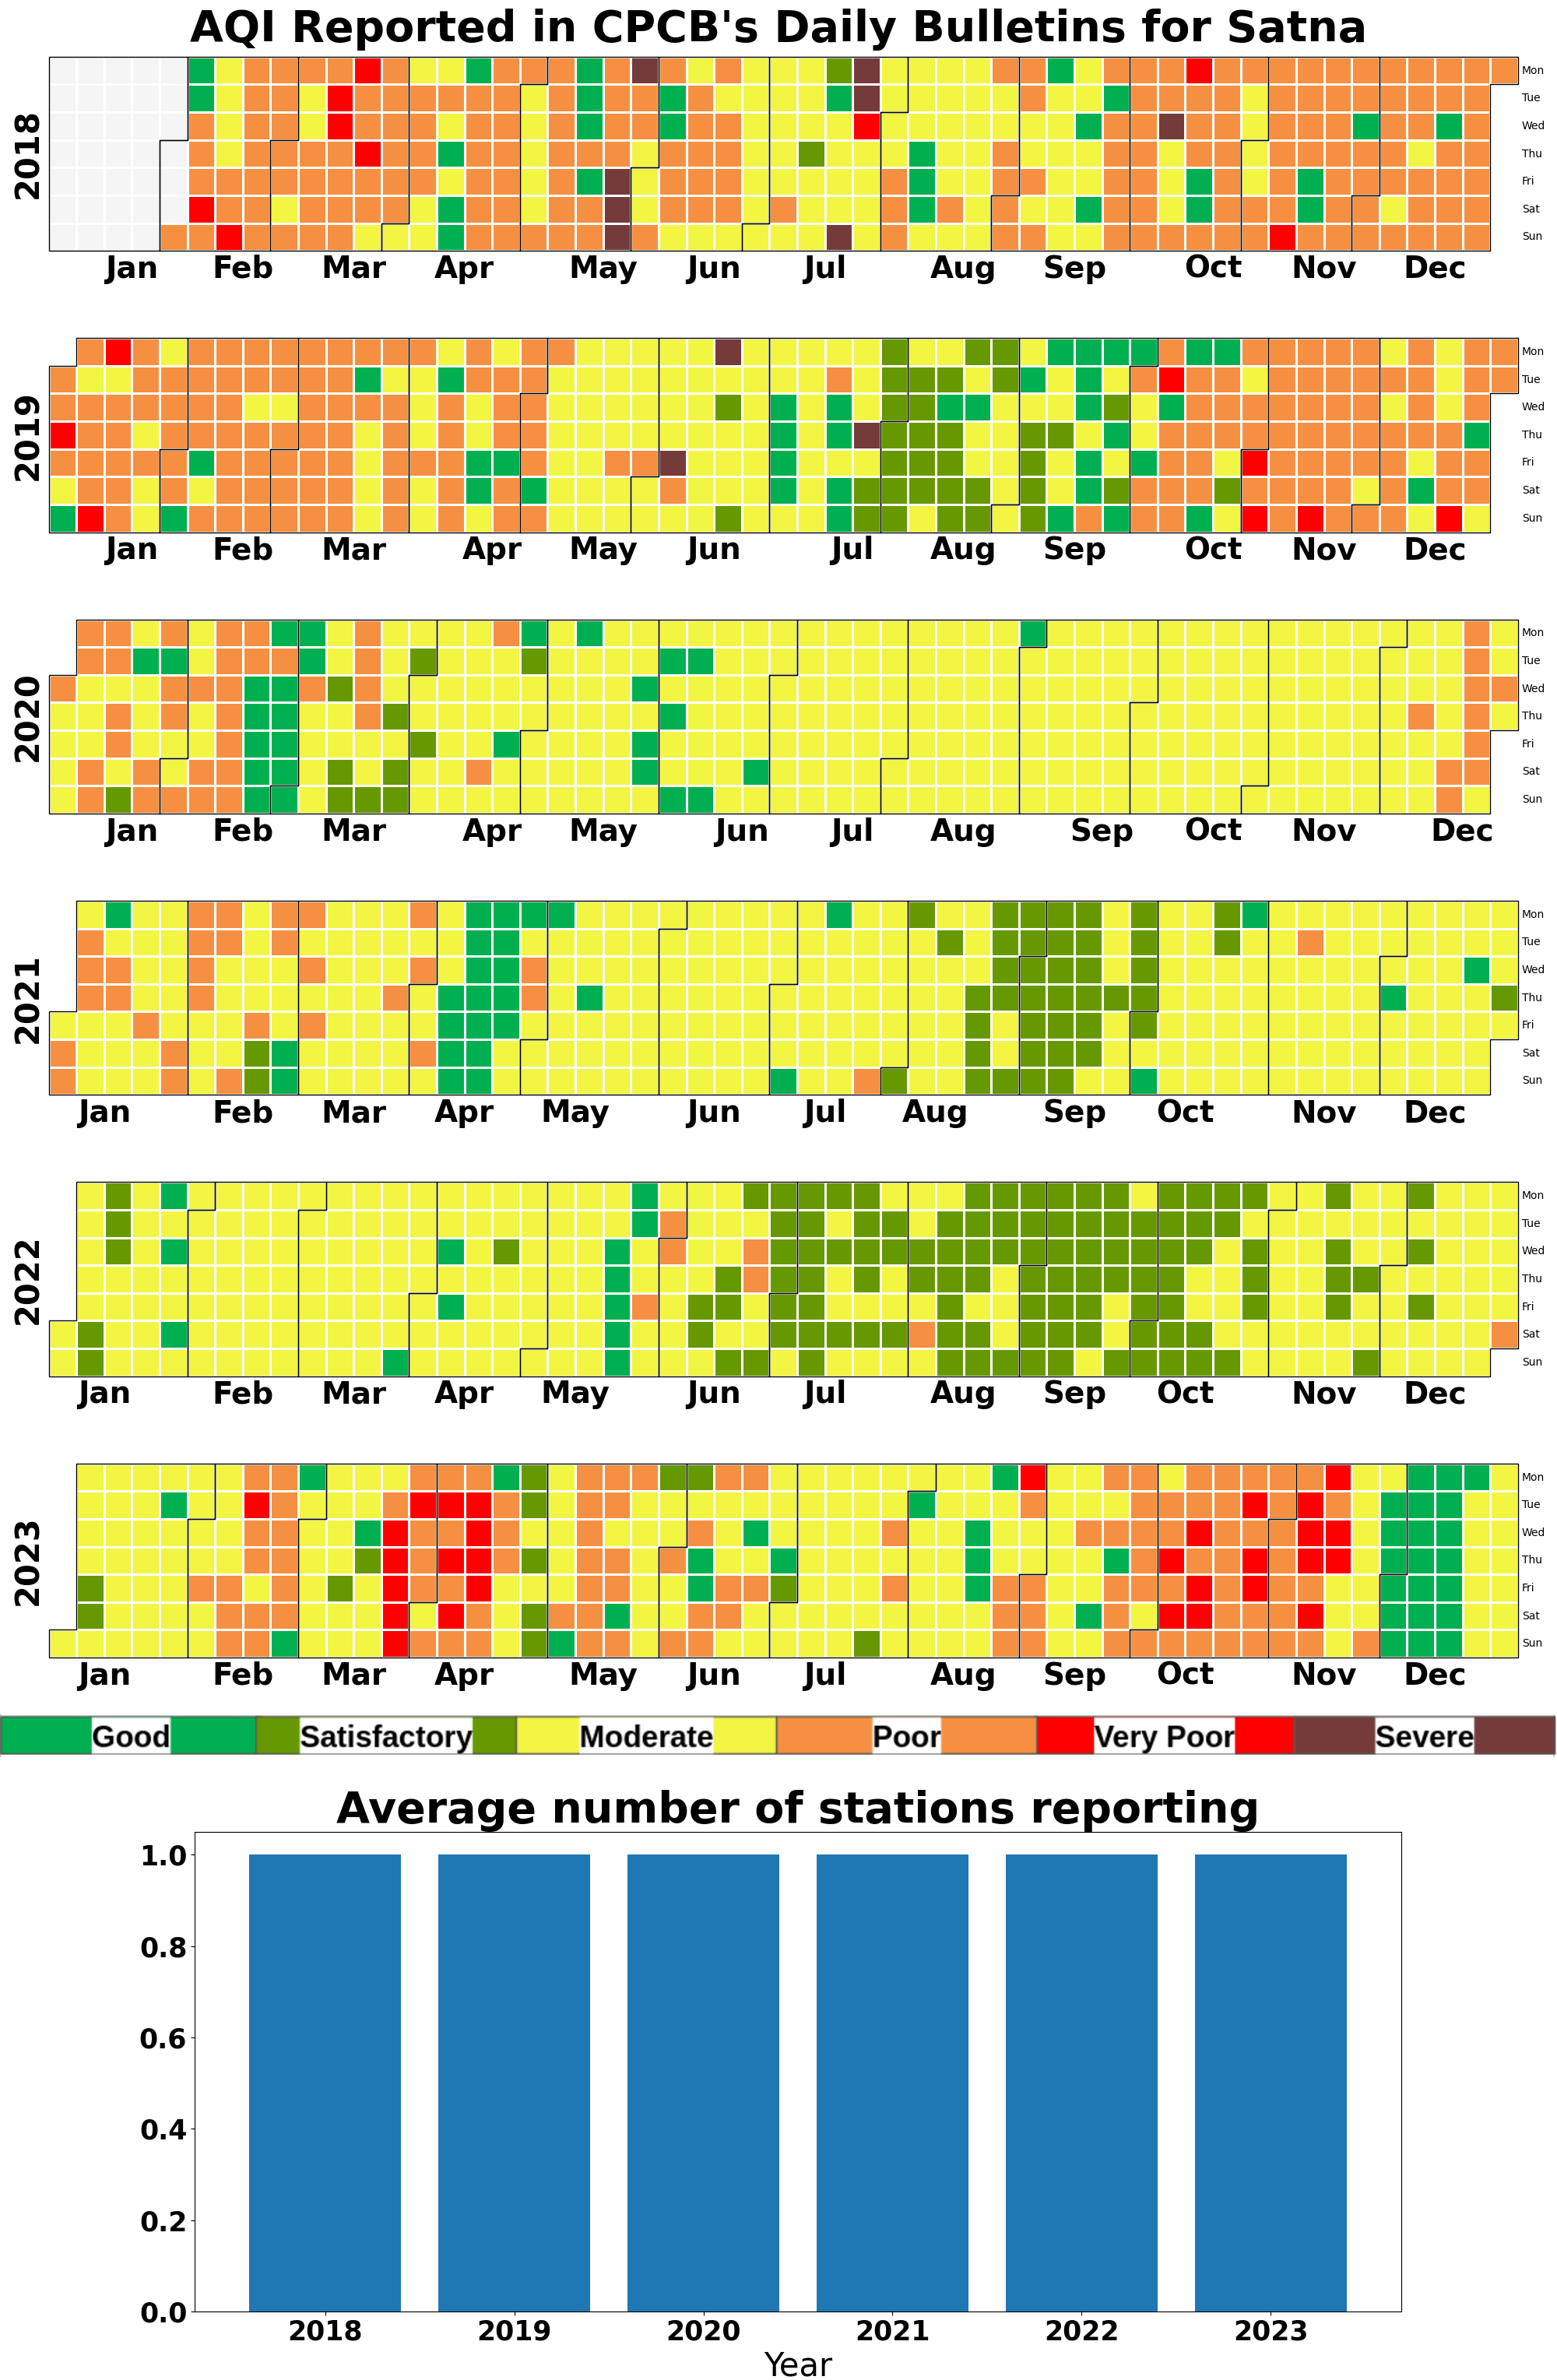 AQI Reported in CPCB's Daily Bulletins for Satna
2018
Mon
Tue
Wed
Thu
Fri
Sat
Sun
Jan Feb Mar Apr May Jun Jul Aug Sep Oct Nov Dec
2019
Mon
Tue
Wed
Thu
Fri
Sat
Sun
Jan Feb Mar Apr May Jun Jul Aug Sep Oct Nov Dec
2020
Mon
Tue
Wed
Thu
Fri
Sat
Sun
Jan Feb Mar Apr May Jun Jul Aug Sep Oct Nov Dec
2021
Mon
Tue
Wed
Thu
Fri
Sat
Sun
Jan Feb Mar Apr May Jun Jul Aug Sep Oct Nov Dec
2022
Mon
Tue
Wed
Thu
Fri
Sat
Sun
Jan Feb Mar Apr May Jun Jul Aug Sep Oct Nov Dec
2023
Mon
Tue
Wed
Thu
Fri
Sat
Sun
Jan Feb Mar Apr May Jun Jul Aug Sep Oct Nov Dec
Good Satisfactory Moderate Poor Very Poor Severe
Average number of stations reporting
1.0
0.8
0.6
0.4
0.2
0.0
2018 2019 2020 2021 2022 2023
Year